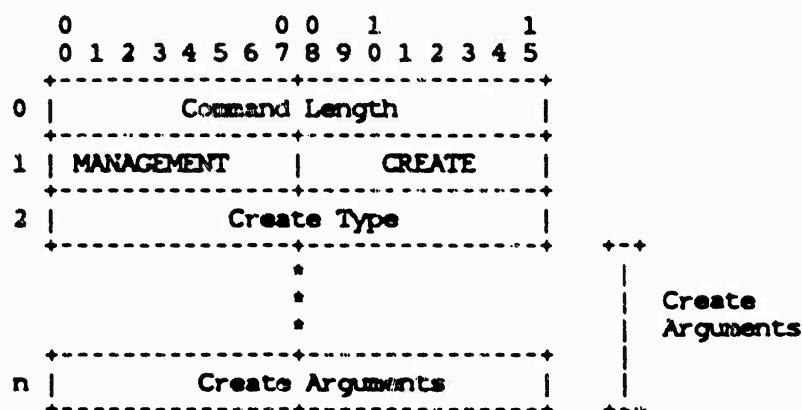 0 0 0 1 1
0 1 2 3 4 5 6 7 8 9 0 1 2 3 4 5
+---------------+---------------+
0 | Command Length |
+---------------+---------------+
1 | MANAGEMENT | CREATE |
+---------------+---------------+
2 | Create Type |
+---------------+---------------+ +-+
* |
* | Create
* | Arguments
+---------------+---------------+ |
n | Create Arguments | |
+---------------+---------------+ +-+